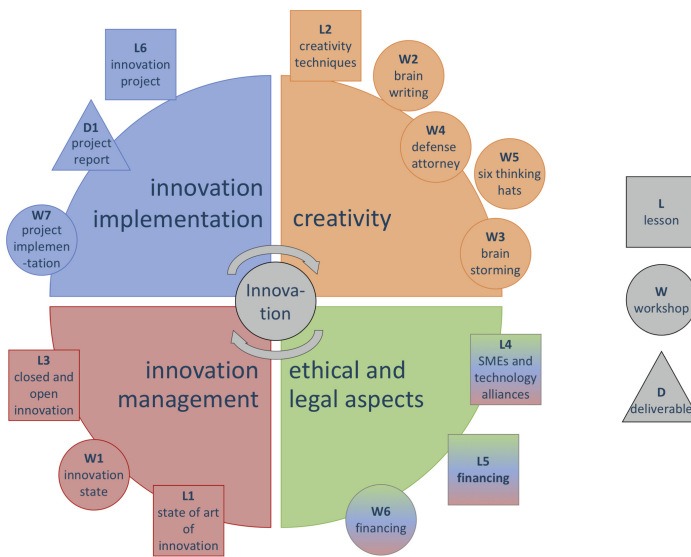 L6
innovation
project
D1
project
report
W7
project
implemen
-tation
innovation
implementation
L2
creativity
techniques
W2
brain
writing
W4
defense
attorney
W5
six thinking
hats
W3
brain
storming
creativity
Innova-
tion
L3
closed and
open
innovation
W1
innovation
state
L1
state of art
of
innovation
innovation
management
ethical and
legal aspects
L4
SMEs and
technology
alliances
L5
financing
W6
financing
L
lesson
W
workshop
D
deliverable